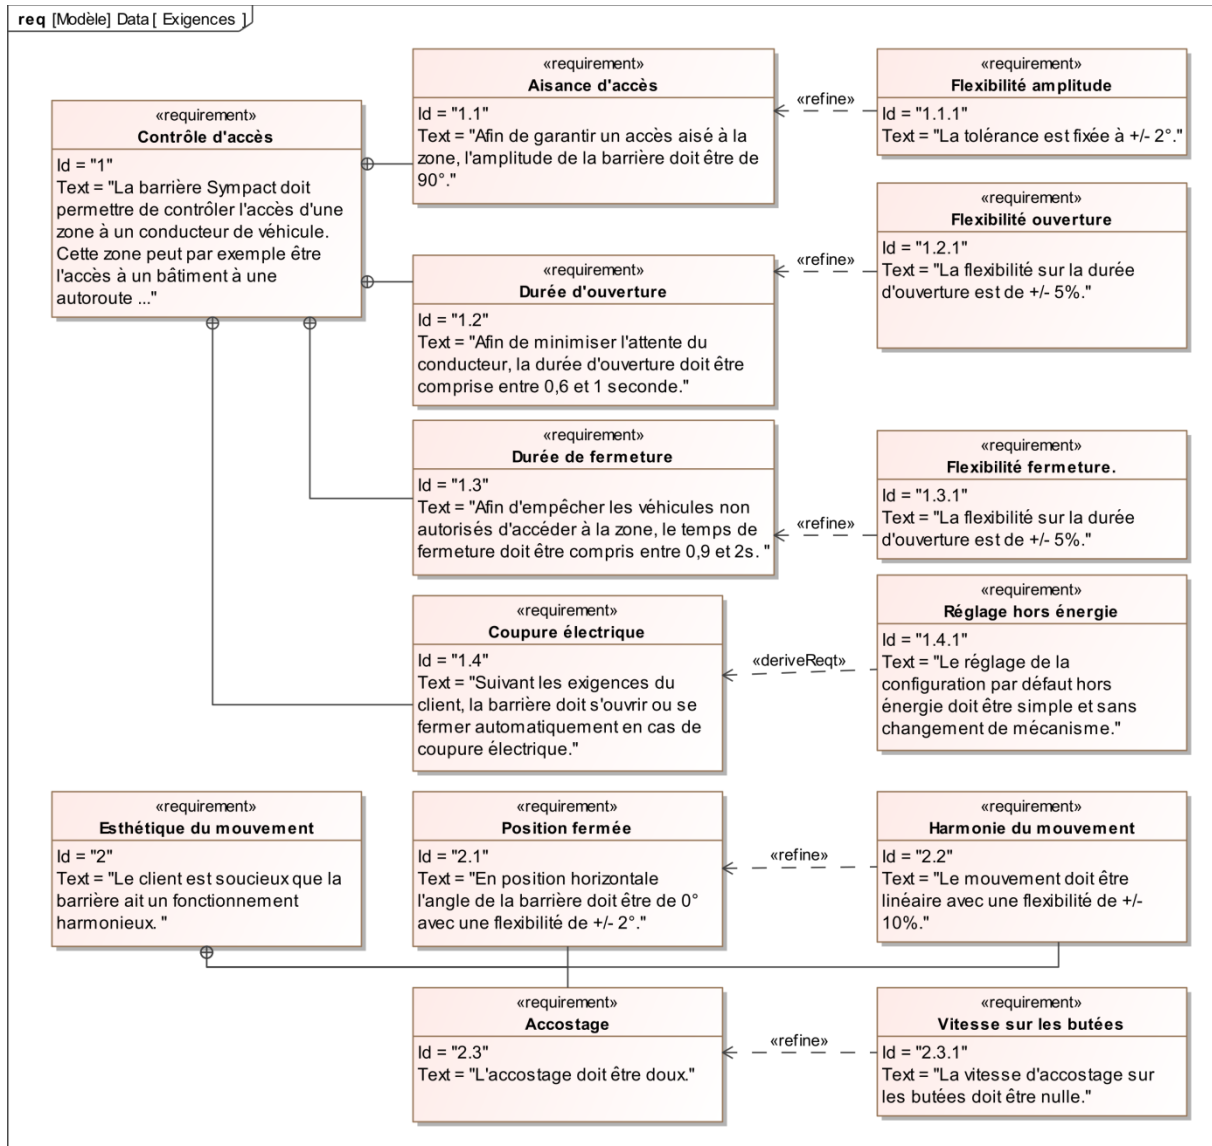 req [Modèle] Data [ Exigences ]
«requirement»
Contrôle d'accès
Id = "1"
Text = "La barrière Sympact doit
permettre de contrôler l'accès d'une
zone à un conducteur de véhicule.
Cette zone peut par exemple être
l'accès à un bâtiment à une
autoroute ..."
«requirement»
Aisance d'accès
Id = "1.1"
Text = "Afin de garantir un accès aisé à la
zone, l'amplitude de la barrière doit être de
90°."
«refine»
«requirement»
Flexibilité amplitude
Id = "1.1.1"
Text = "La tolérance est fixée à +/- 2°."
«requirement»
Durée d'ouverture
Id = "1.2"
Text = "Afin de minimiser l'attente du
conducteur, la durée d'ouverture doit être
comprise entre 0,6 et 1 seconde."
«refine»
«requirement»
Flexibilité ouverture
Id = "1.2.1"
Text = "La flexibilité sur la durée
d'ouverture est de +/- 5%."
«requirement»
Durée de fermeture
Id = "1.3"
Text = "Afin d'empêcher les véhicules non
autorisés d'accéder à la zone, le temps de
fermeture doit être compris entre 0,9 et 2s. "
«refine»
«requirement»
Flexibilité fermeture.
Id = "1.3.1"
Text = "La flexibilité sur la durée
d'ouverture est de +/- 5%."
«requirement»
Coupure électrique
Id = "1.4"
Text = "Suivant les exigences du
client, la barrière doit s'ouvrir ou se
fermer automatiquement en cas de
coupure électrique."
«deriveReqt»
«requirement»
Réglage hors énergie
Id = "1.4.1"
Text = "Le réglage de la
configuration par défaut hors
énergie doit être simple et sans
changement de mécanisme."
«requirement»
Esthétique du mouvement
Id = "2"
Text = "Le client est soucieux que la
barrière ait un fonctionnement
harmonieux. "
«requirement»
Position fermée
Id = "2.1"
Text = "En position horizontale
l'angle de la barrière doit être de 0°
avec une flexibilité de +/- 2°."
«refine»
«requirement»
Harmonie du mouvement
Id = "2.2"
Text = "Le mouvement doit être
linéaire avec une flexibilité de +/-
10%."
«requirement»
Accostage
Id = "2.3"
Text = "L'accostage doit être doux."
«refine»
«requirement»
Vitesse sur les butées
Id = "2.3.1"
Text = "La vitesse d'accostage sur
les butées doit être nulle."